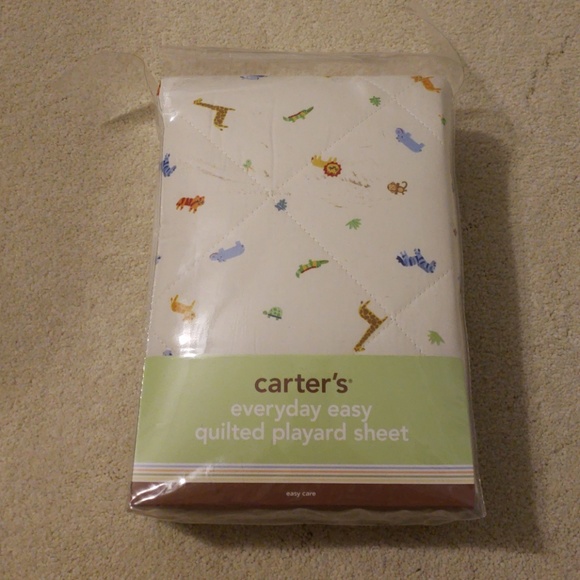 carter's®
everyday easy
quilted playard sheet
easy care